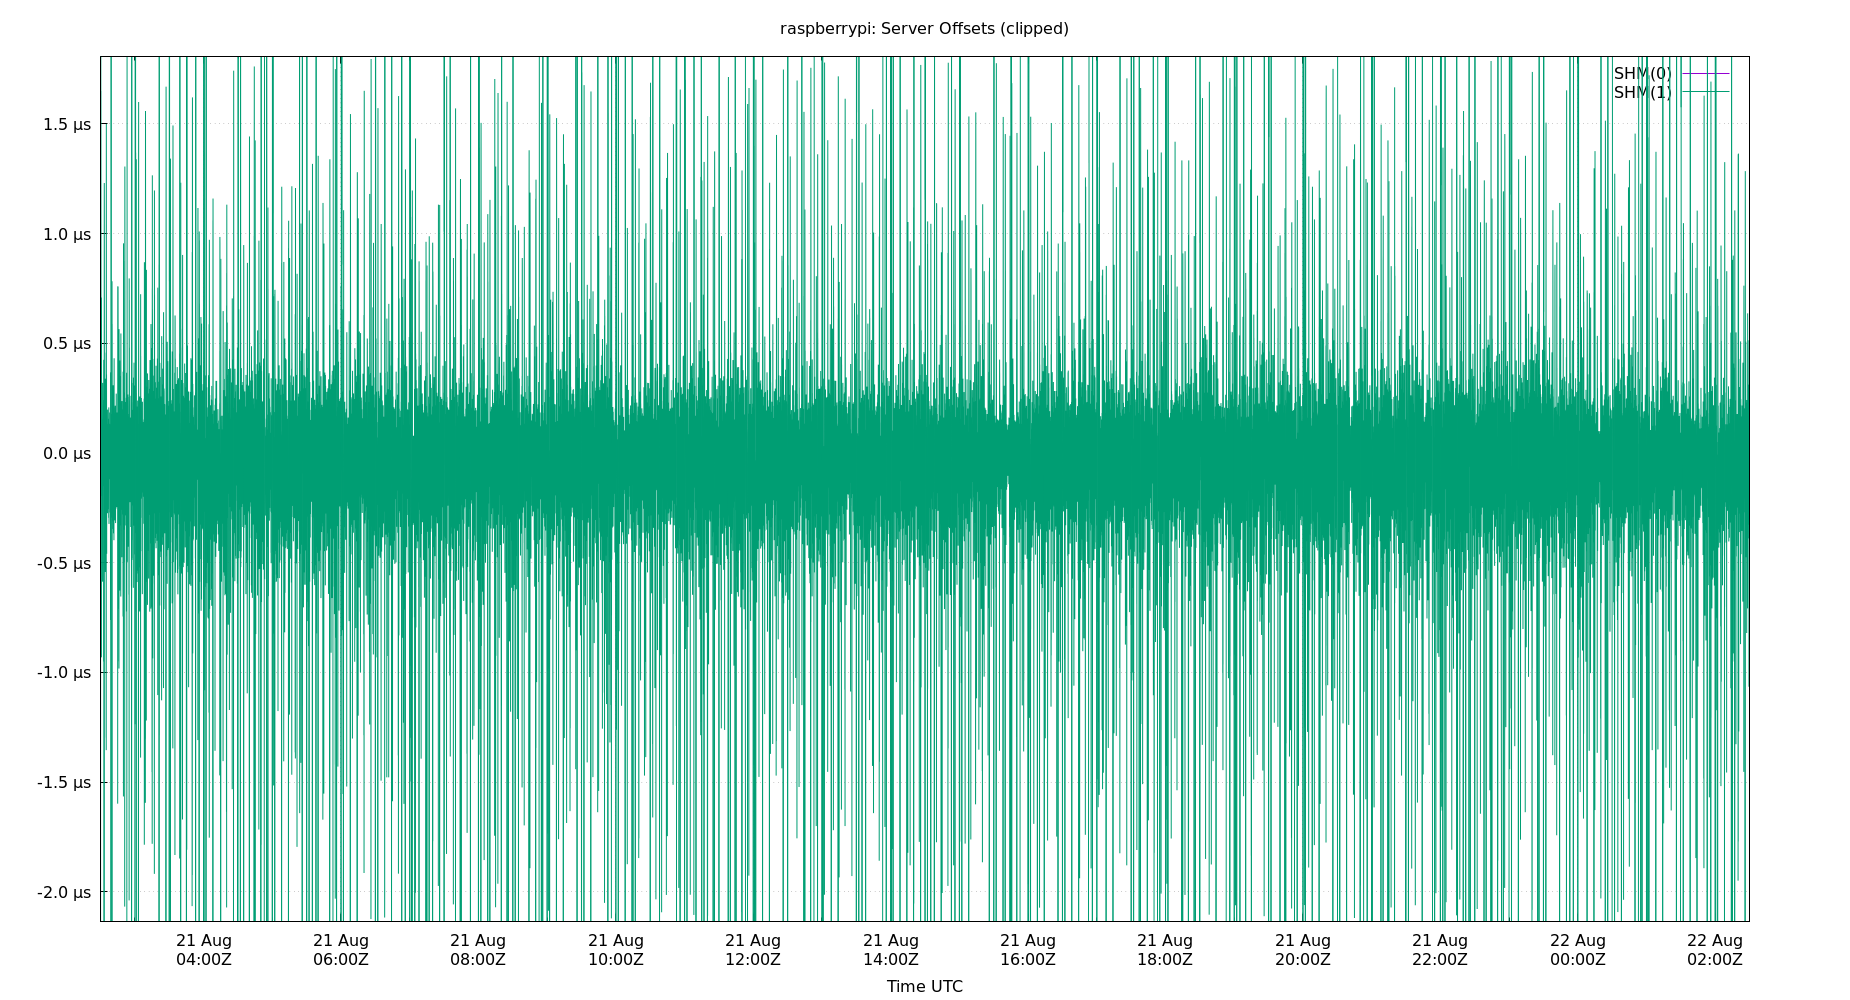 raspberrypi: Server Offsets (clipped)
SHM(0)
SHM(1)
1.5 µs
1.0 µs
0.5 µs
0.0 µs
-0.5 µs
-1.0 µs
-1.5 µs
-2.0 µs
21 Aug 21 Aug 21 Aug 21 Aug 21 Aug 21 Aug 21 Aug 21 Aug 21 Aug 21 Aug 22 Aug 22 Aug
04:00Z 06:00Z 08:00Z 10:00Z 12:00Z 14:00Z 16:00Z 18:00Z 20:00Z 22:00Z 00:00Z 02:00Z
Time UTC